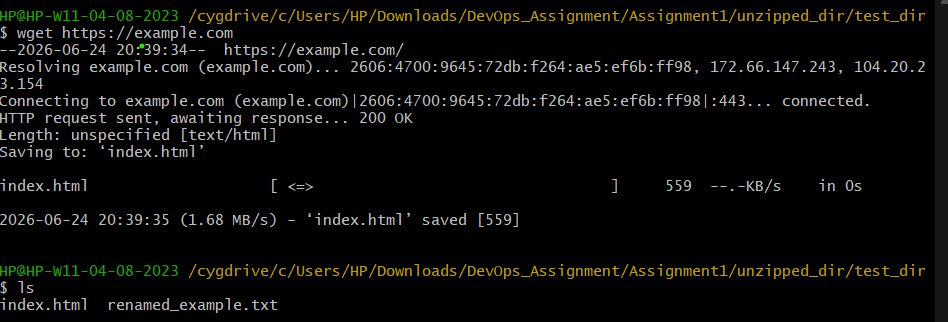 HP@HP-W11-04-08-2023 /cygdrive/c/Users/HP/Downloads/DevOps_Assignment/Assignment1/unzipped_dir/test_dir
$ wget https://example.com
--2026-06-24 20:39:34--  https://example.com/
Resolving example.com (example.com)... 2606:4700:9645:72db:f264:ae5:ef6b:ff98, 172.66.147.243, 104.20.2
3.154
Connecting to example.com (example.com)|2606:4700:9645:72db:f264:ae5:ef6b:ff98|:443... connected.
HTTP request sent, awaiting response... 200 OK
Length: unspecified [text/html]
Saving to: ‘index.html’
index.html                    [ <=>                                ]     559  --.-KB/s    in 0s
2026-06-24 20:39:35 (1.68 MB/s) - ‘index.html’ saved [559]
HP@HP-W11-04-08-2023 /cygdrive/c/Users/HP/Downloads/DevOps_Assignment/Assignment1/unzipped_dir/test_dir
$ ls
index.html  renamed_example.txt